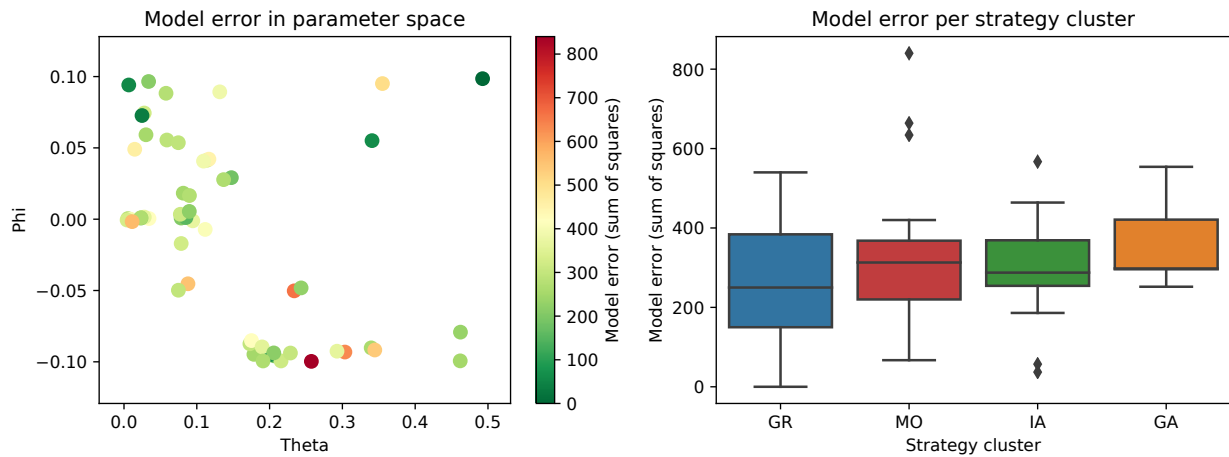 Model error in parameter space
0.10
0.05
0.00
−0.05
−0.10
Phi
0.0 0.1 0.2 0.3 0.4 0.5
Theta
800
700
600
500
400
300
200
100
0
Model error (sum of squares)
Model error per strategy cluster
Model error (sum of squares)
800
600
400
200
0
GR MO IA GA
Strategy cluster